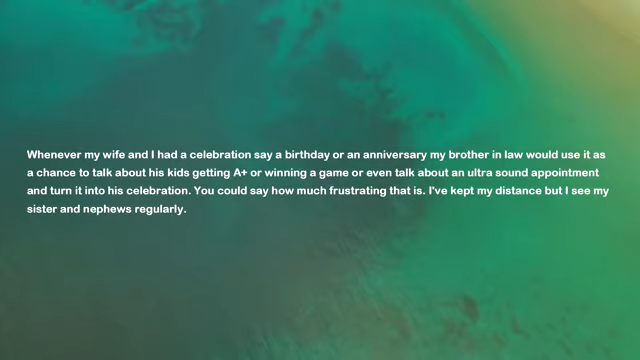 Whenever my wife and I had a celebration say a birthday or an anniversary my brother in law would use it as
a chance to talk about his kids getting A+ or winning a game or even talk about an ultra sound appointment
and turn it into his celebration. You could say how much frustrating that is. I've kept my distance but I see my
sister and nephews regularly.